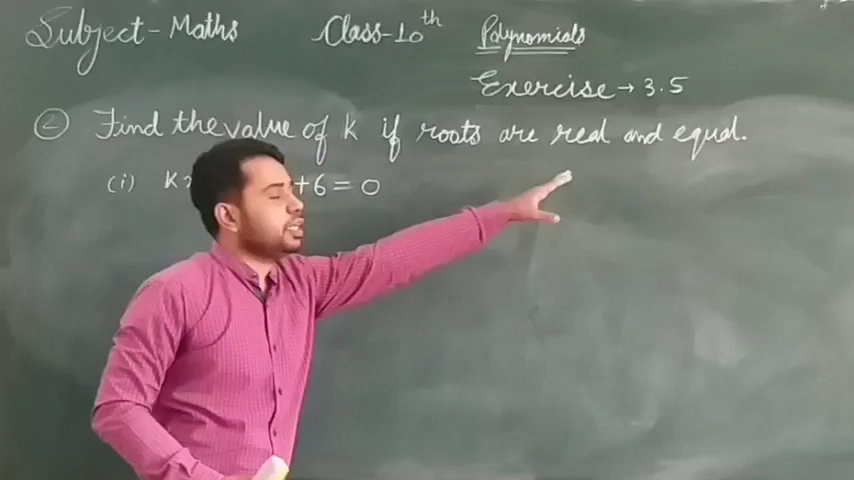 Subject - Maths Class - 10th Polynomials
Exercise → 3.5
② Find the value of k if roots are real and equal.
(i) K +6 = 0